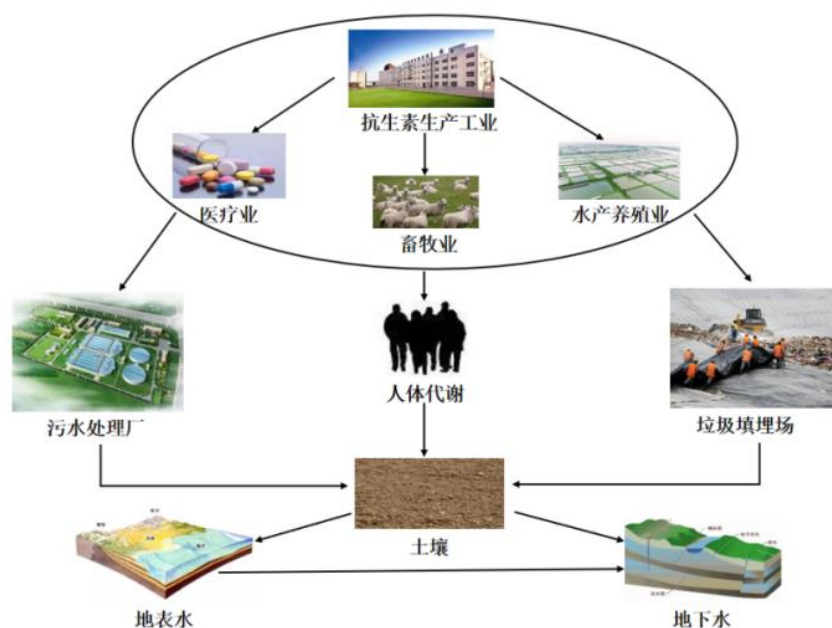 抗生素生产工业
医疗业
畜牧业
水产养殖业
污水处理厂
人体代谢
垃圾填埋场
土壤
地表水
地下水